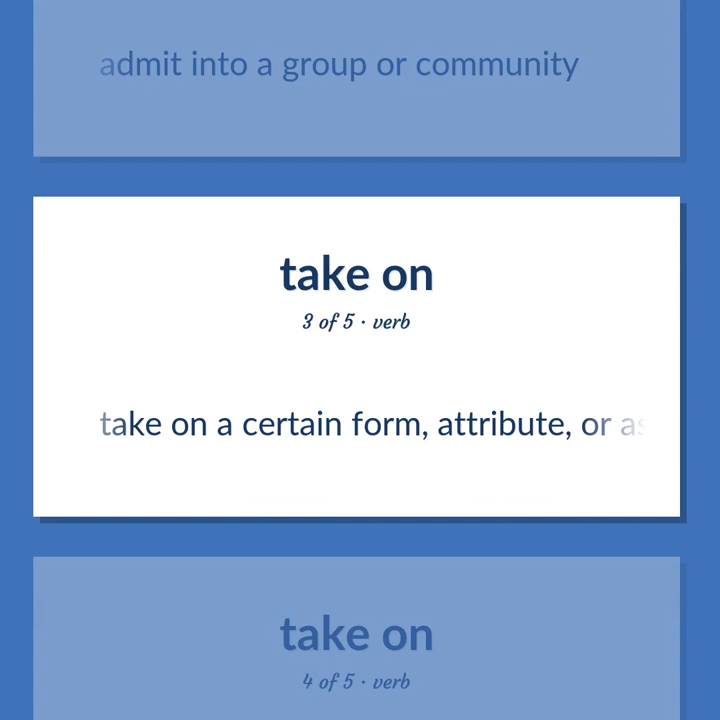 admit into a group or community
take on
3 of 5 · verb
take on a certain form, attribute, or
take on
4 of 5 · verb